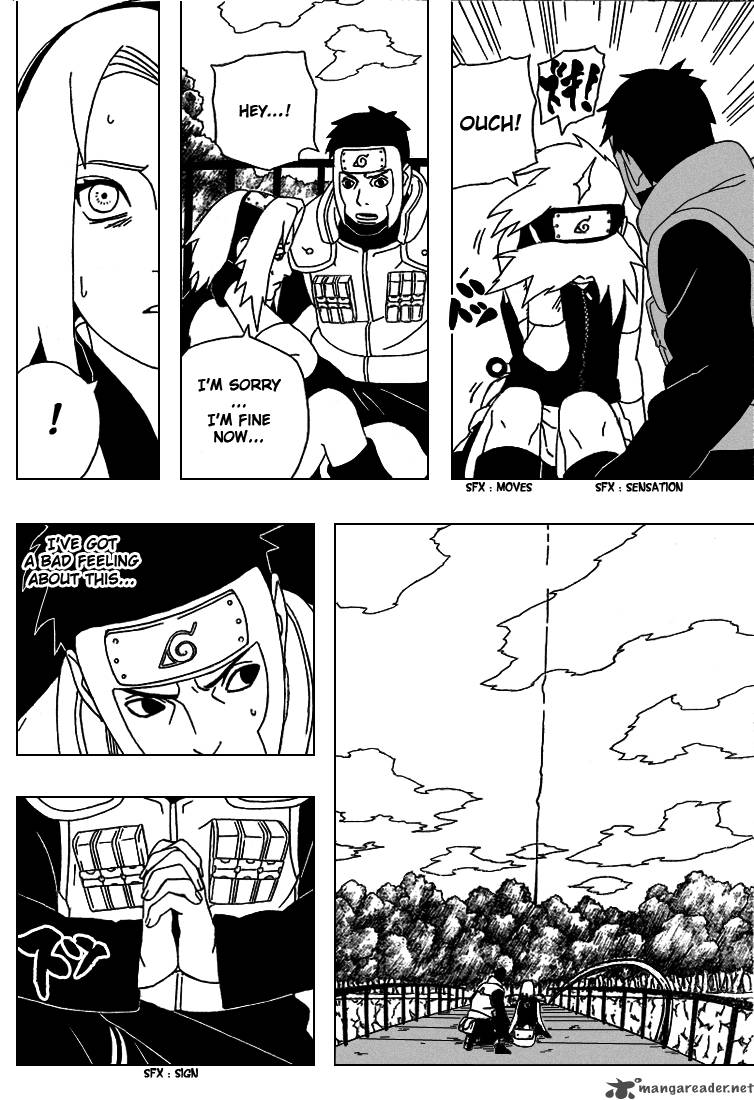 ドキ!
OUCH!
SFX : MOVES
SFX : SENSATION
HEY...!
I'M SORRY
...
I'M FINE
NOW...
!
I'VE GOT
A BAD FEELING
ABOUT THIS...
SFX : SIGN
mangareader.net